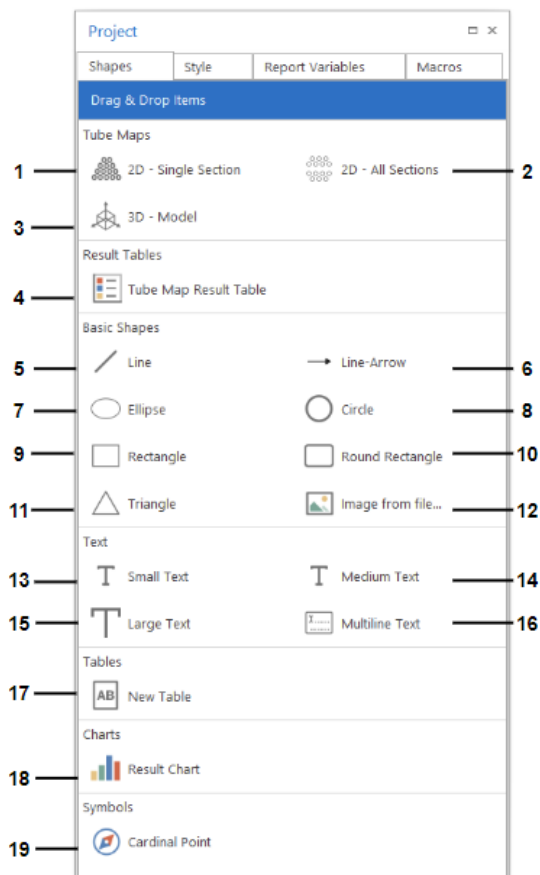 Project
Shapes Style Report Variables Macros
Drag & Drop Items
Tube Maps
1 2D - Single Section 2D - All Sections 2
3 3D - Model
Result Tables
4 Tube Map Result Table
Basic Shapes
5 Line Line-Arrow 6
7 Ellipse Circle 8
9 Rectangle Round Rectangle 10
11 Triangle Image from file... 12
Text
13 T Small Text T Medium Text 14
15 T Large Text Multiline Text 16
Tables
17 AB New Table
Charts
18 Result Chart
Symbols
19 Cardinal Point